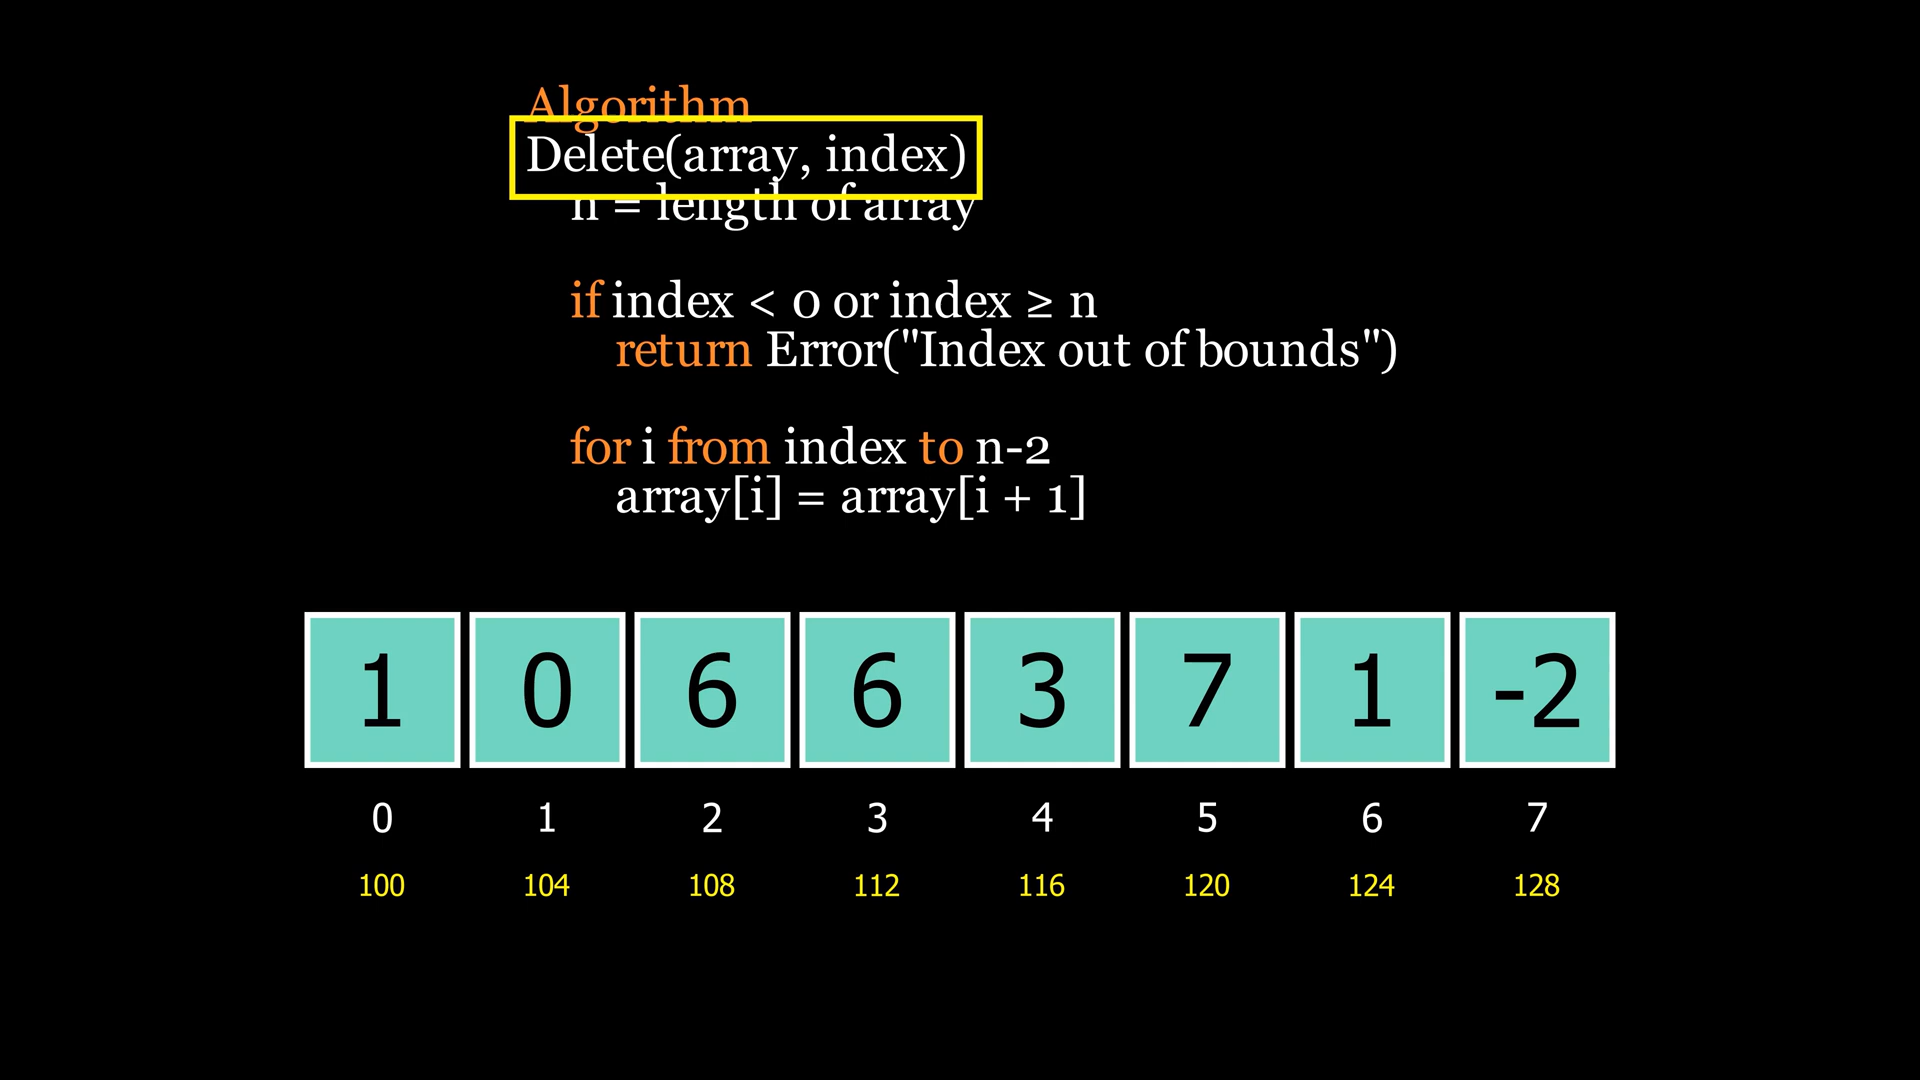 Algorithm
Delete(array, index)
n = length of array
if index < 0 or index ≥ n
return Error("Index out of bounds")
for i from index to n-2
array[i] = array[i + 1]
1 0 6 6 3 7 1 -2
0 1 2 3 4 5 6 7
100 104 108 112 116 120 124 128